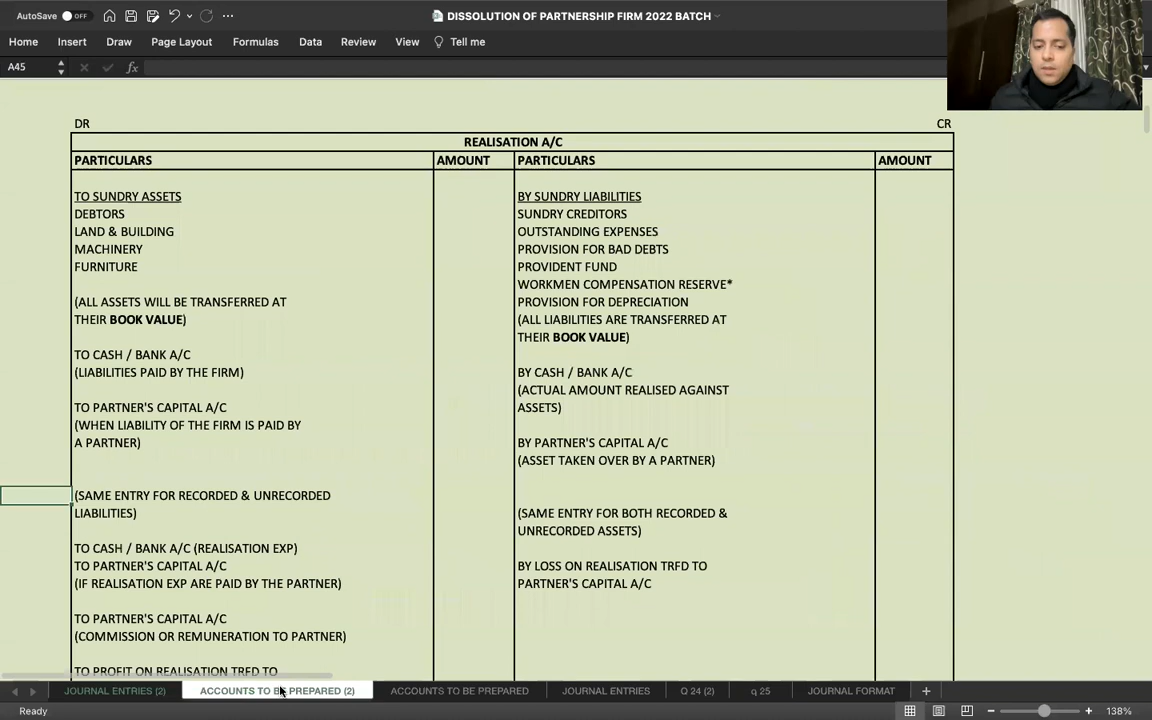 AutoSave OFF
DISSOLUTION OF PARTNERSHIP FIRM 2022 BATCH
Home Insert Draw Page Layout Formulas Data Review View Tell me
A45 fx
DR CR
REALISATION A/C
PARTICULARS AMOUNT PARTICULARS AMOUNT
TO SUNDRY ASSETS
DEBTORS
LAND & BUILDING
MACHINERY
FURNITURE
(ALL ASSETS WILL BE TRANSFERRED AT
THEIR BOOK VALUE)
TO CASH / BANK A/C
(LIABILITIES PAID BY THE FIRM)
TO PARTNER'S CAPITAL A/C
(WHEN LIABILITY OF THE FIRM IS PAID BY
A PARTNER)
(SAME ENTRY FOR RECORDED & UNRECORDED
LIABILITIES)
TO CASH / BANK A/C (REALISATION EXP)
TO PARTNER'S CAPITAL A/C
(IF REALISATION EXP ARE PAID BY THE PARTNER)
TO PARTNER'S CAPITAL A/C
(COMMISSION OR REMUNERATION TO PARTNER)
TO PROFIT ON REALISATION TRFD TO
BY SUNDRY LIABILITIES
SUNDRY CREDITORS
OUTSTANDING EXPENSES
PROVISION FOR BAD DEBTS
PROVIDENT FUND
WORKMEN COMPENSATION RESERVE*
PROVISION FOR DEPRECIATION
(ALL LIABILITIES ARE TRANSFERRED AT
THEIR BOOK VALUE)
BY CASH / BANK A/C
(ACTUAL AMOUNT REALISED AGAINST
ASSETS)
BY PARTNER'S CAPITAL A/C
(ASSET TAKEN OVER BY A PARTNER)
(SAME ENTRY FOR BOTH RECORDED &
UNRECORDED ASSETS)
BY LOSS ON REALISATION TRFD TO
PARTNER'S CAPITAL A/C
JOURNAL ENTRIES (2) ACCOUNTS TO BE PREPARED (2) ACCOUNTS TO BE PREPARED JOURNAL ENTRIES Q 24 (2) q 25 JOURNAL FORMAT
Ready 138%